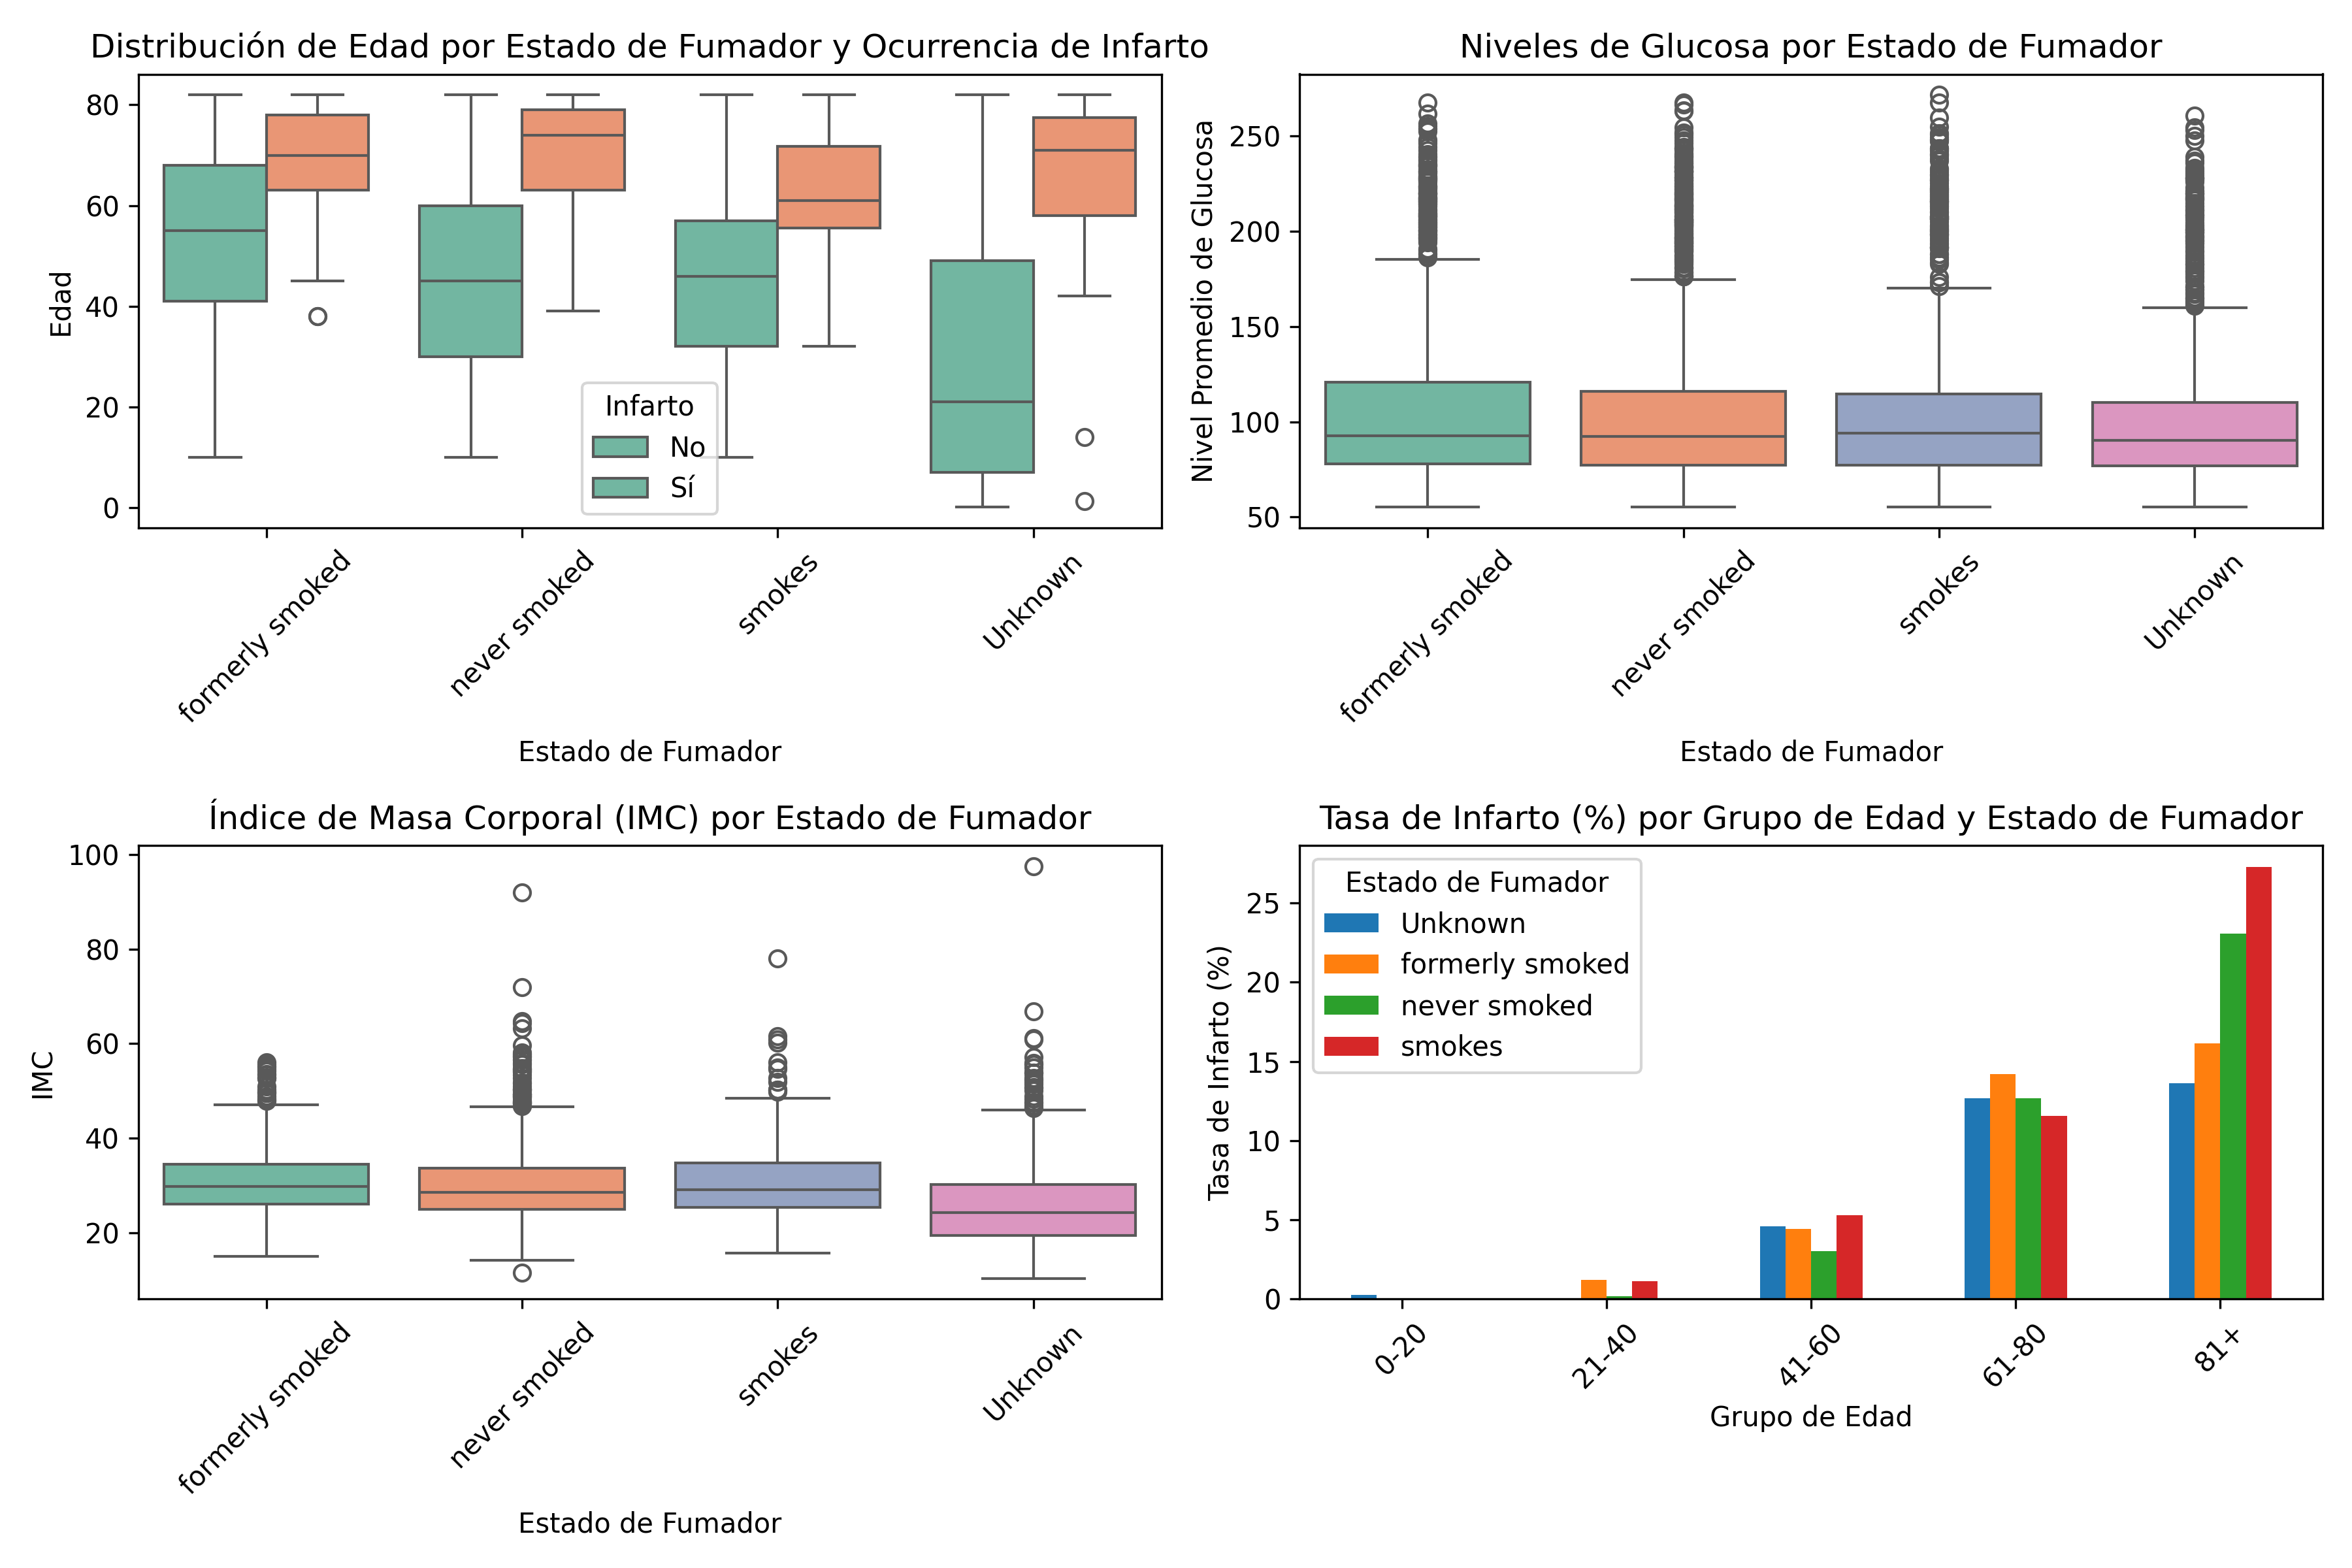 Distribución de Edad por Estado de Fumador y Ocurrencia de Infarto
Edad
80
60
40
20
0
Infarto
No
Sí
formerly smoked
never smoked
smokes
Unknown
Estado de Fumador
Niveles de Glucosa por Estado de Fumador
Nivel Promedio de Glucosa
250
200
150
100
50
formerly smoked
never smoked
smokes
Unknown
Estado de Fumador
Índice de Masa Corporal (IMC) por Estado de Fumador
IMC
100
80
60
40
20
formerly smoked
never smoked
smokes
Unknown
Estado de Fumador
Tasa de Infarto (%) por Grupo de Edad y Estado de Fumador
Tasa de Infarto (%)
25
20
15
10
5
0
Estado de Fumador
Unknown
formerly smoked
never smoked
smokes
0-20
21-40
41-60
61-80
81+
Grupo de Edad